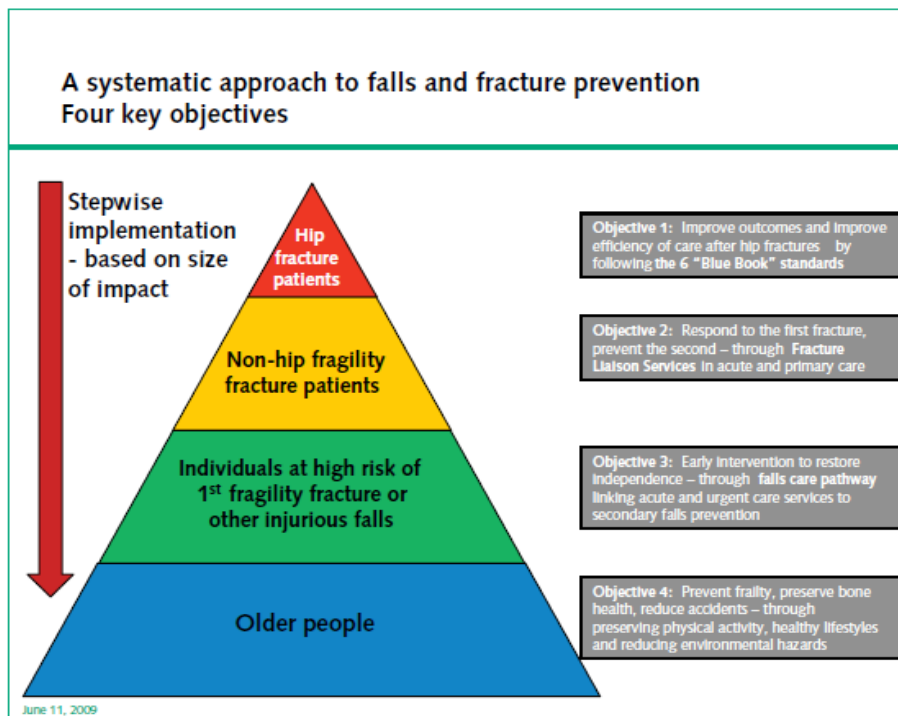 A systematic approach to falls and fracture prevention
Four key objectives
Stepwise
implementation
- based on size
of impact
Hip
fracture
patients
Non-hip fragility
fracture patients
Individuals at high risk of
1st fragility fracture or
other injurious falls
Older people
Objective 1: Improve outcomes and improve
efficiency of care after hip fractures by
following the 6 "Blue Book" standards
Objective 2: Respond to the first fracture,
prevent the second – through Fracture
Liaison Services in acute and primary care
Objective 3: Early intervention to restore
independence – through falls care pathway
linking acute and urgent care services to
secondary falls prevention
Objective 4: Prevent frailty, preserve bone
health, reduce accidents – through
preserving physical activity, healthy lifestyles
and reducing environmental hazards
June 11, 2009